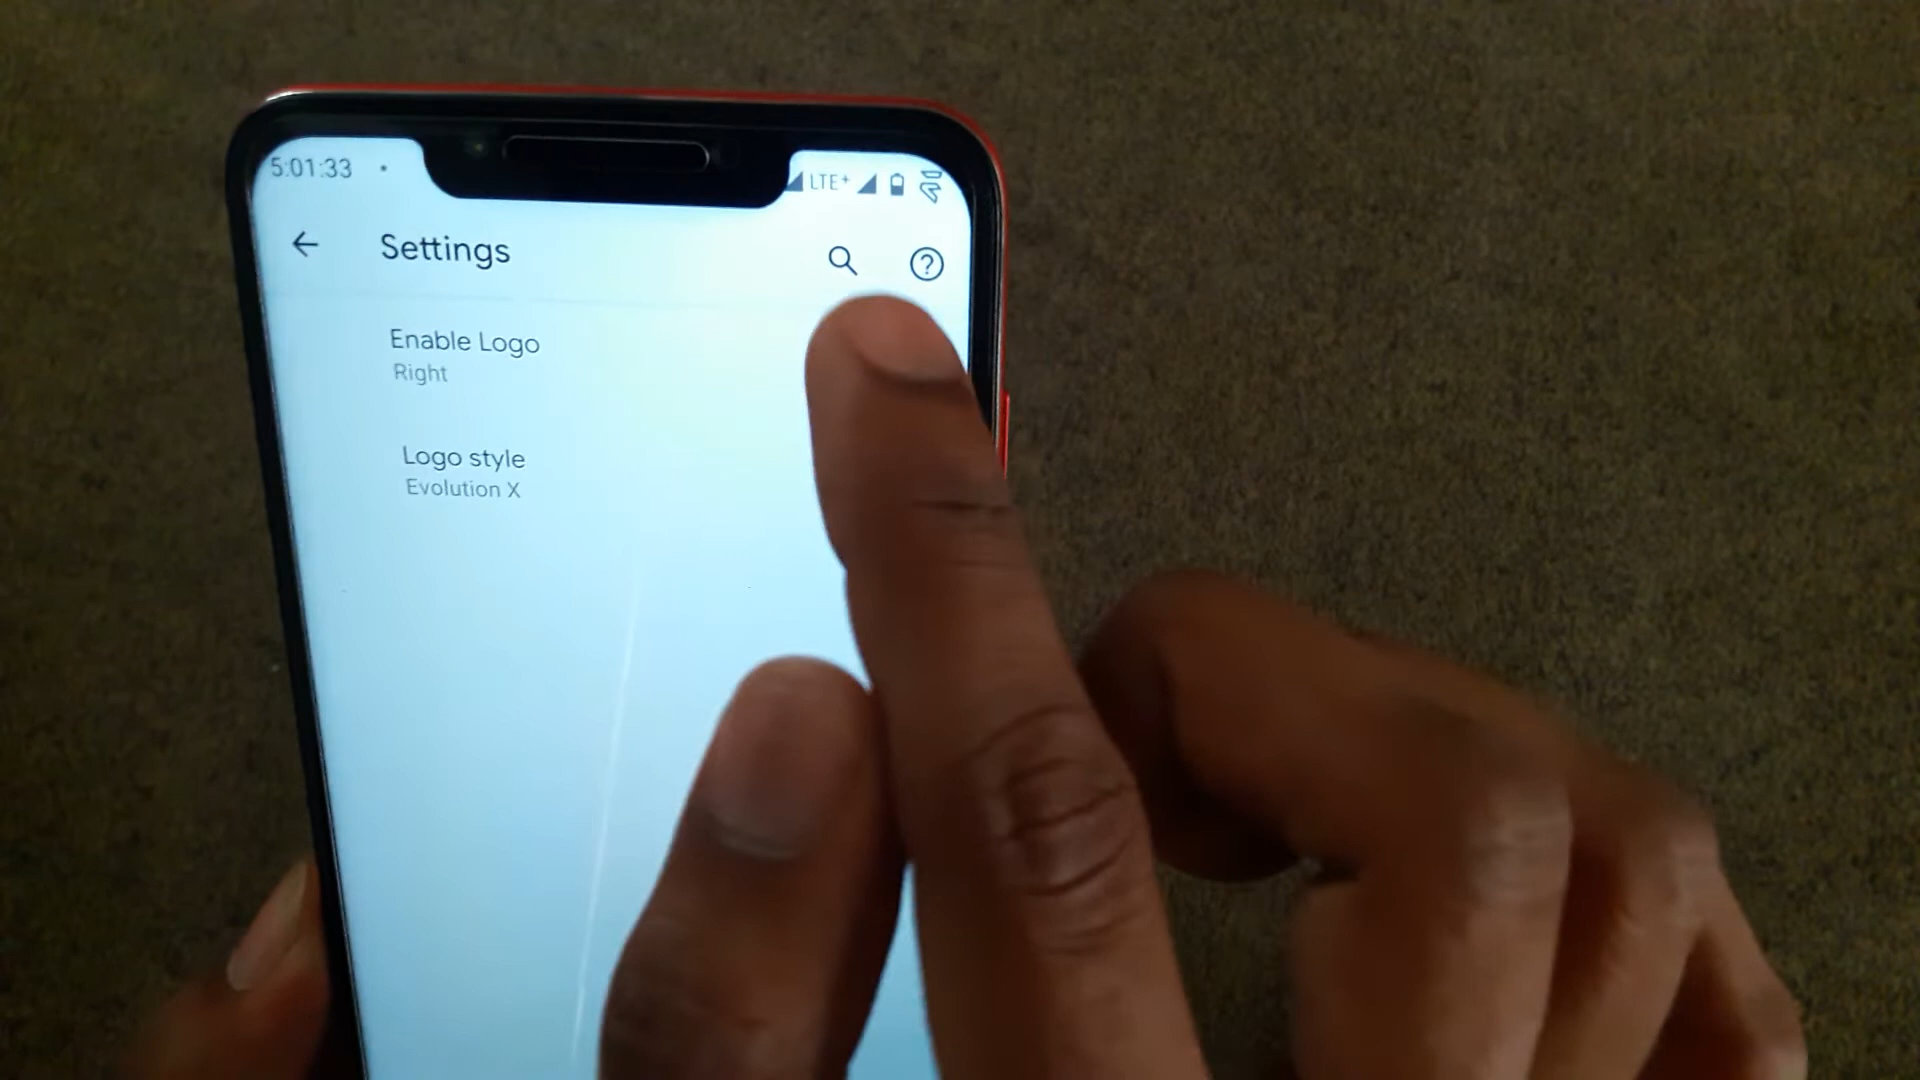 5:01:33
LTE+
Settings
Enable Logo
Right
Logo style
Evolution X